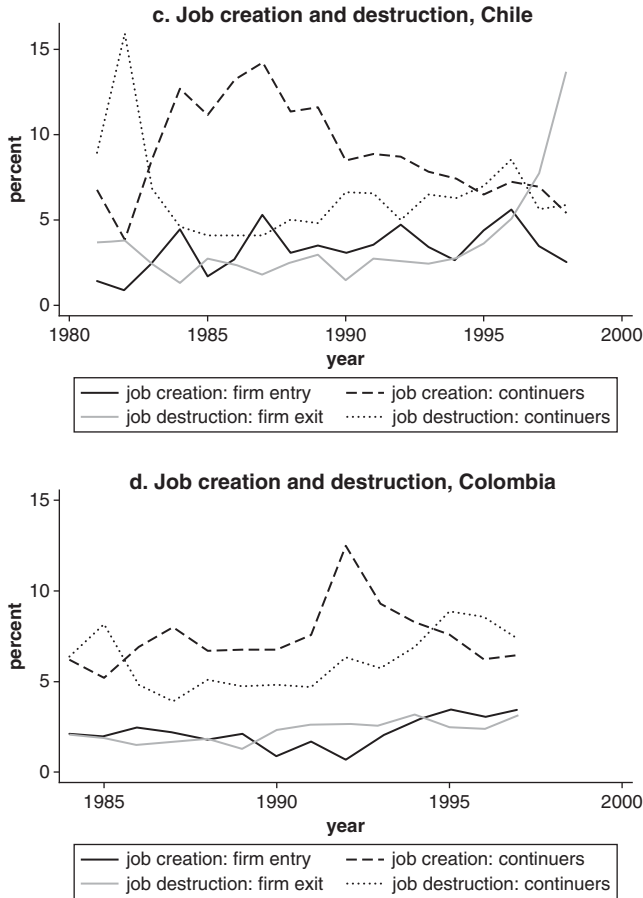 c. Job creation and destruction, Chile
15
10
5
0
percent
1980 1985 1990 1995 2000
year
job creation: firm entry job creation: continuers
job destruction: firm exit job destruction: continuers
d. Job creation and destruction, Colombia
15
10
5
0
percent
1985 1990 1995 2000
year
job creation: firm entry job creation: continuers
job destruction: firm exit job destruction: continuers